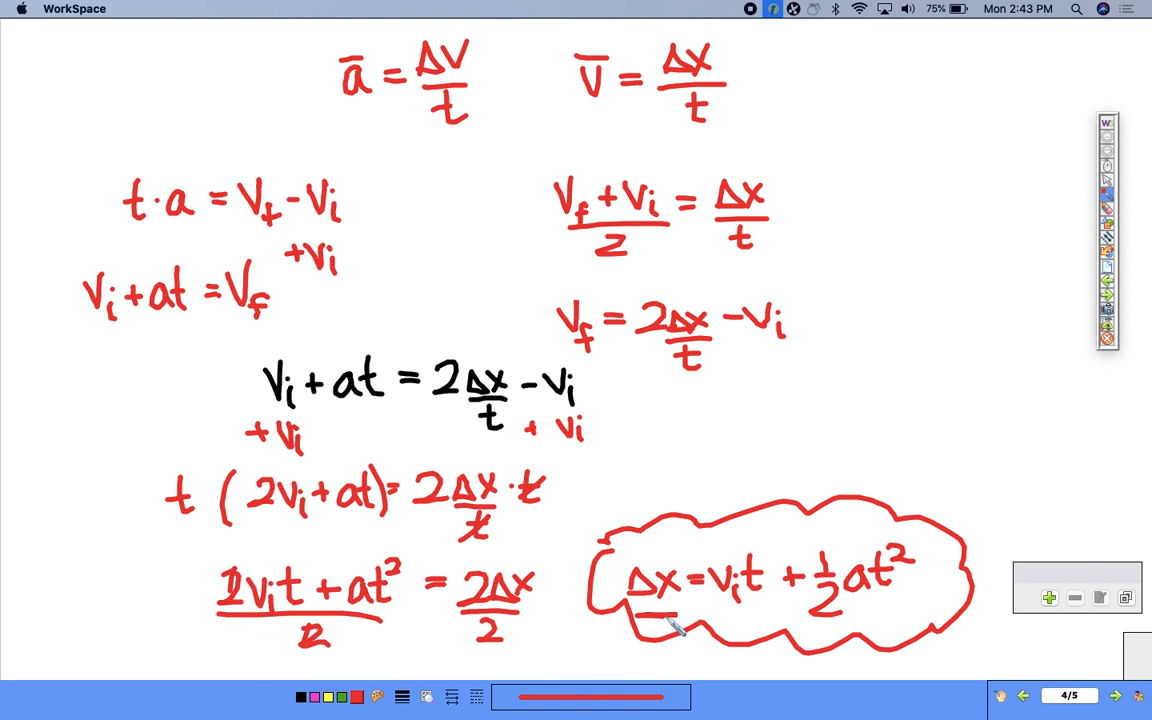 WorkSpace 75% Mon 2:43 PM
a̅ = ΔV/t
V̅ = Δx/t
t · a = Vf - Vi
+Vi
Vi + at = Vf
(Vf + Vi)/2 = Δx/t
Vf = 2Δx/t - Vi
Vi + at = 2Δx/t - Vi
+Vi + Vi
t (2Vi + at) = 2Δx/t · t
(2Vit + at²)/2 = 2Δx/2
Δx = Vit + ½at²
4/5